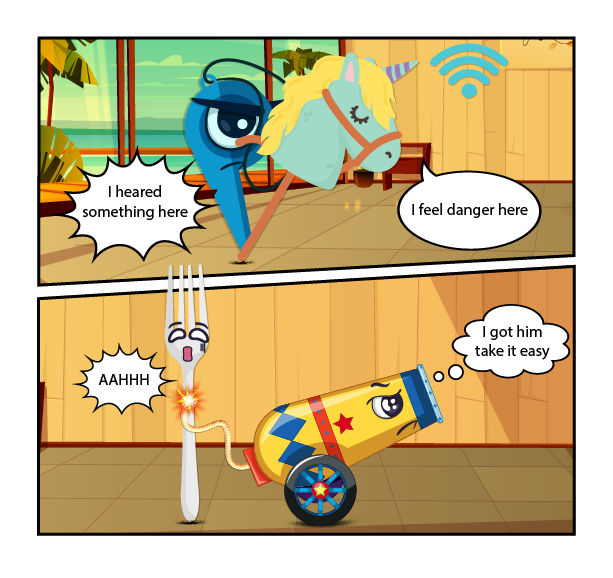 I heared
something here
I feel danger here
AAHHH
I got him
take it easy